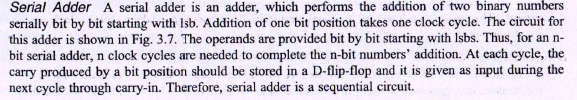 Serial Adder A serial adder is an adder, which performs the addition of two binary numbers
serially bit by bit starting with lsb. Addition of one bit position takes one clock cycle. The circuit for
this adder is shown in Fig. 3.7. The operands are provided bit by bit starting with lsbs. Thus, for an n-
bit serial adder, n clock cycles are needed to complete the n-bit numbers' addition. At each cycle, the
carry produced by a bit position should be stored in a D-flip-flop and it is given as input during the
next cycle through carry-in. Therefore, serial adder is a sequential circuit.